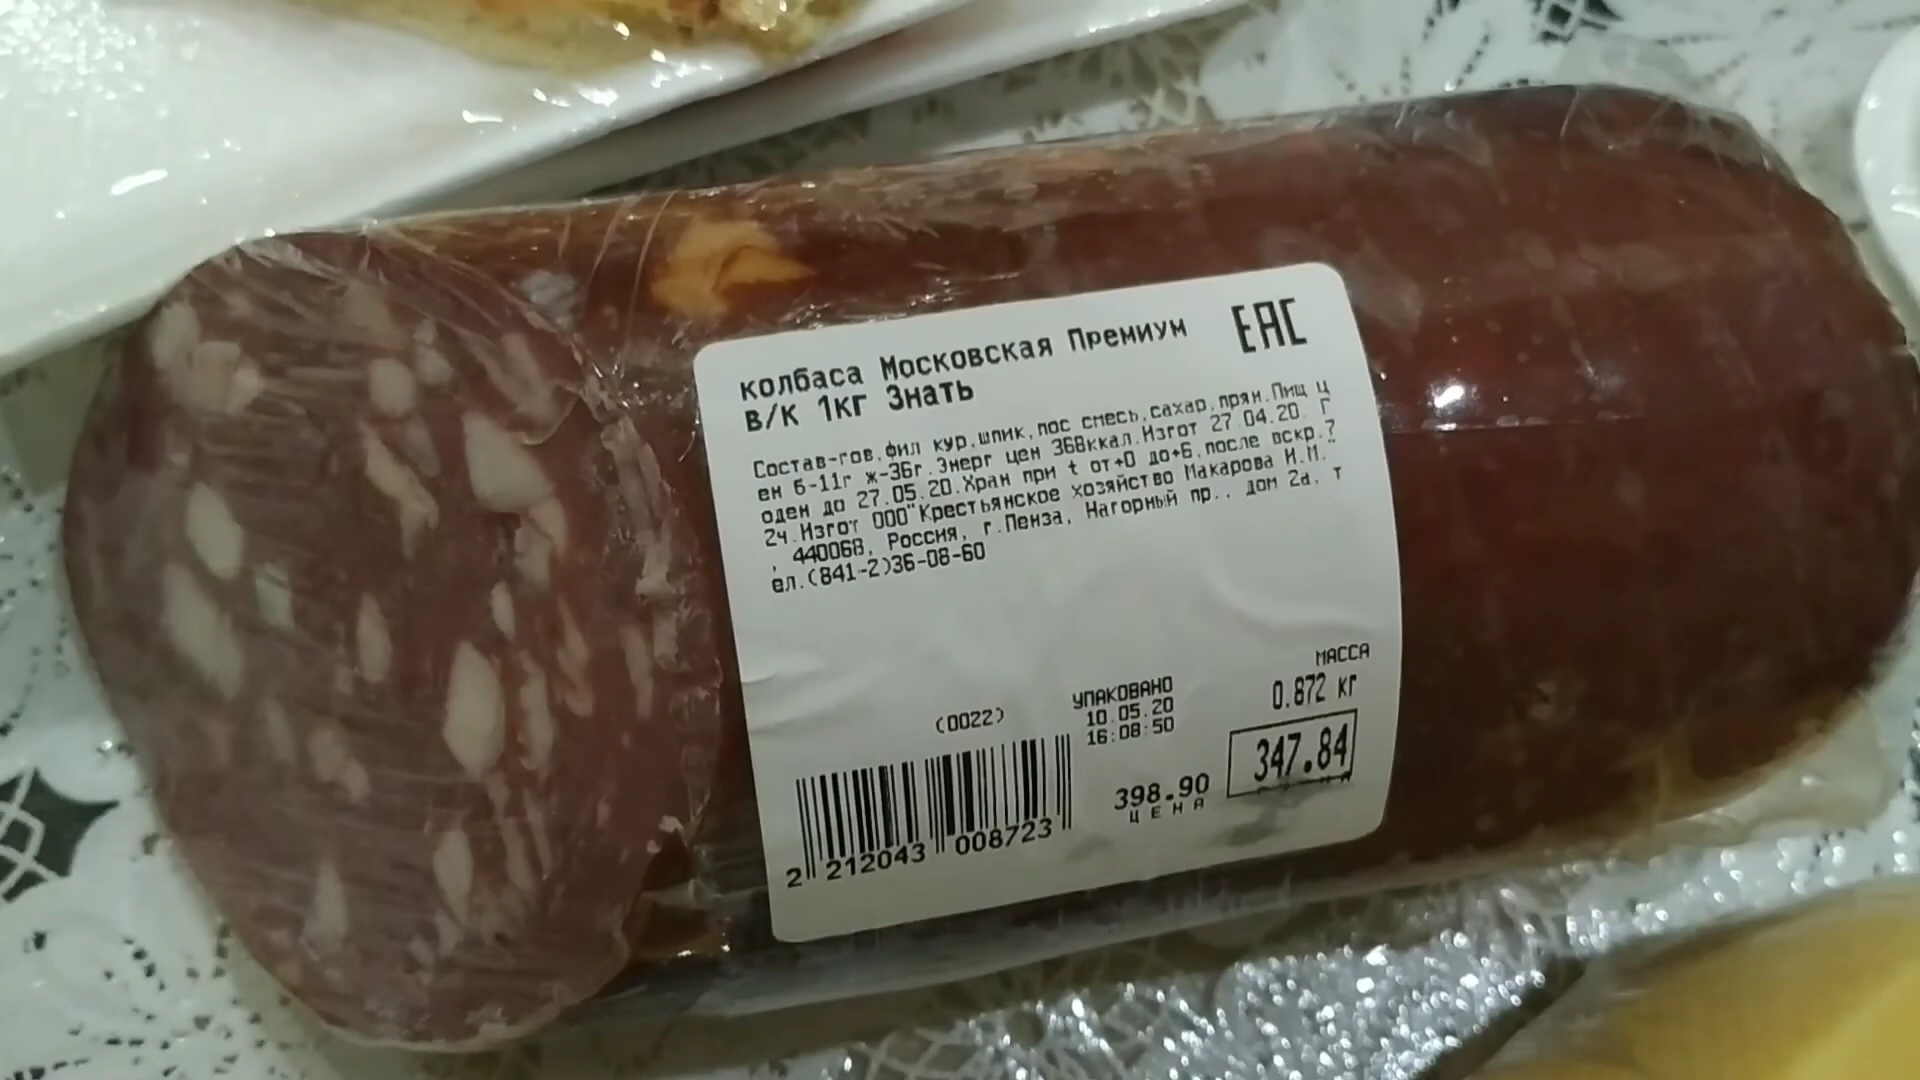 колбаса Московская Премиум
в/к 1кг Знать
EAC
Состав-гов.фил кур.шпик.пос смесь.сахар.прян.Пищ ц
ен б-11г ж-36г.Энерг цен 368ккал.Изгот 27.04.20. Г
оден до 27.05.20.Хран при t от+0 до+6.после вскр.7
2ч.Изгот ООО"Крестьянское хозяйство Макарова И.М."
, 440068, Россия, г.Пенза, Нагорный пр., дом 2а. т
ел.(841-2)36-08-60
МАССА
(0022)
УПАКОВАНО
0.872 кг
10.05.20
16:08:50
347.84
398.90
ЦЕНА
2 212043 008723